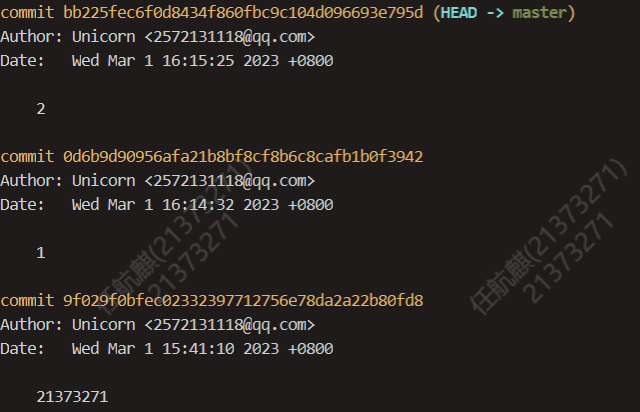 commit bb225fec6f0d8434f860fbc9c104d096693e795d (HEAD -> master)
Author: Unicorn <2572131118@qq.com>
Date:   Wed Mar 1 16:15:25 2023 +0800
2
commit 0d6b9d90956afa21b8bf8cf8b6c8cafb1b0f3942
Author: Unicorn <2572131118@qq.com>
Date:   Wed Mar 1 16:14:32 2023 +0800
1
commit 9f029f0bfec02332397712756e78da2a22b80fd8
Author: Unicorn <2572131118@qq.com>
Date:   Wed Mar 1 15:41:10 2023 +0800
21373271
任航麒(21373271)
21373271
任航麒(21373271)
21373271